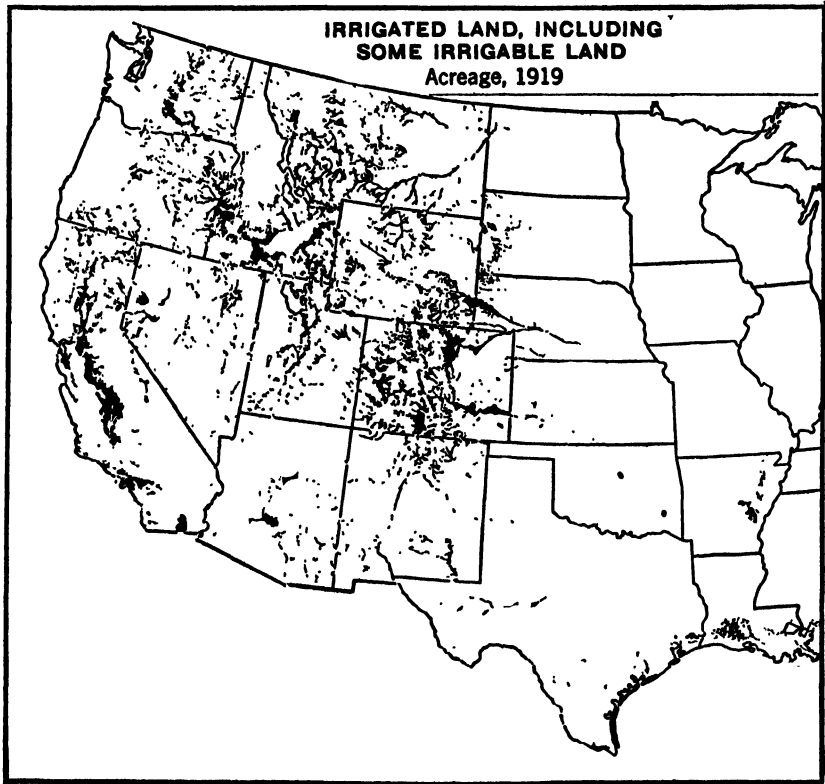 IRRIGATED LAND, INCLUDING
SOME IRRIGABLE LAND
Acreage, 1919